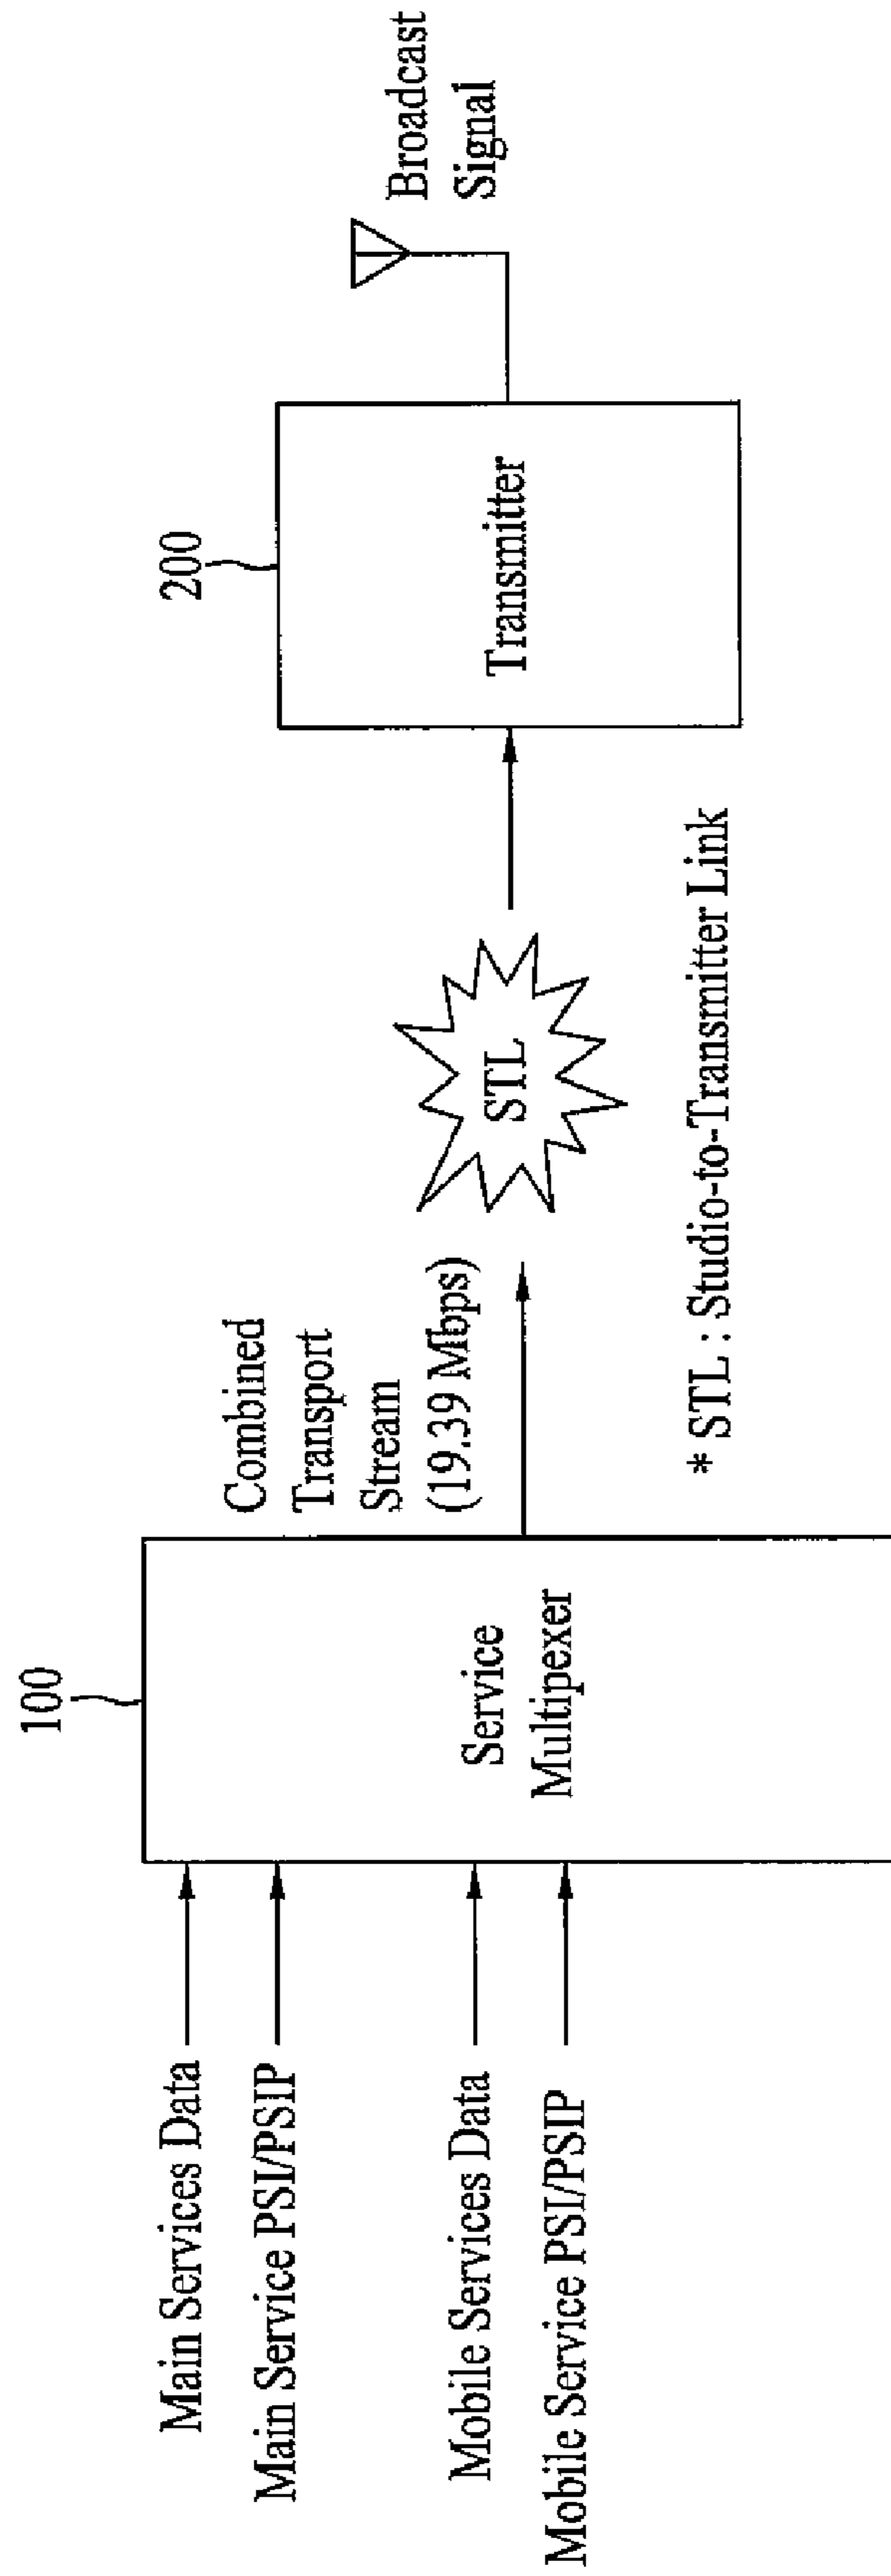 100
200
Main Services Data
Main Service PSI/PSIP
Mobile Services Data
Mobile Service PSI/PSIP
Service
Multipexer
Combined
Transport
Stream
(19.39 Mbps)
STL
Transmitter
Broadcast
Signal
* STL : Studio-to-Transmitter Link